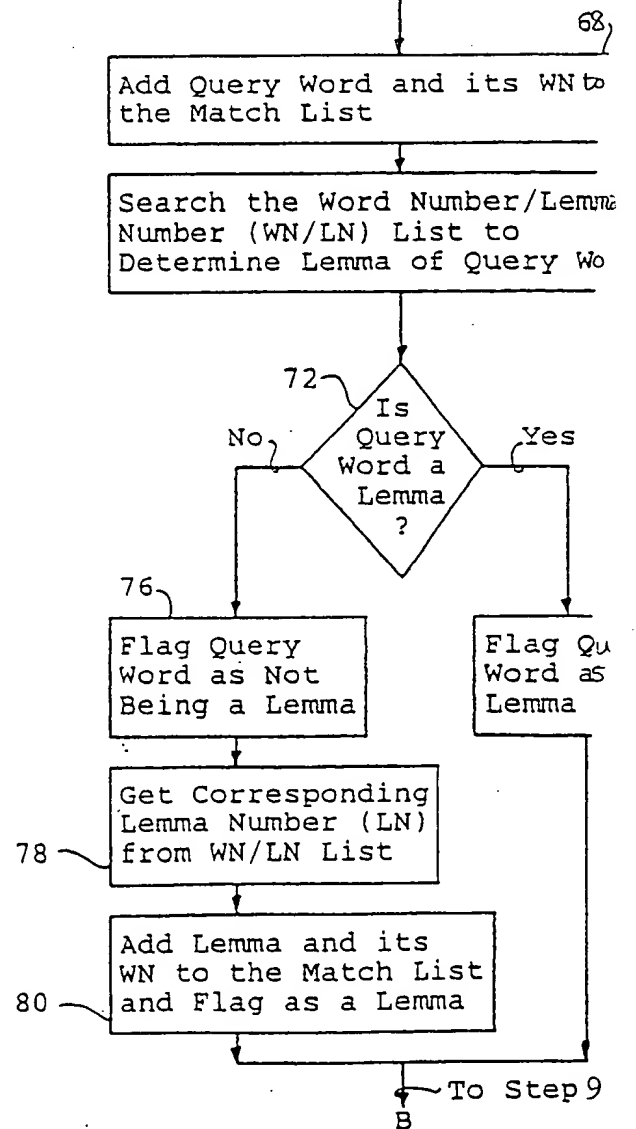 68
Add Query Word and its WN to
the Match List
Search the Word Number/Lemma
Number (WN/LN) List to
Determine Lemma of Query Wo
72
Is
Query
Word a
Lemma
?
No
Yes
76
Flag Query
Word as Not
Being a Lemma
Flag Qu
Word as
Lemma
Get Corresponding
Lemma Number (LN)
from WN/LN List
78
Add Lemma and its
WN to the Match List
and Flag as a Lemma
80
To Step 9
B